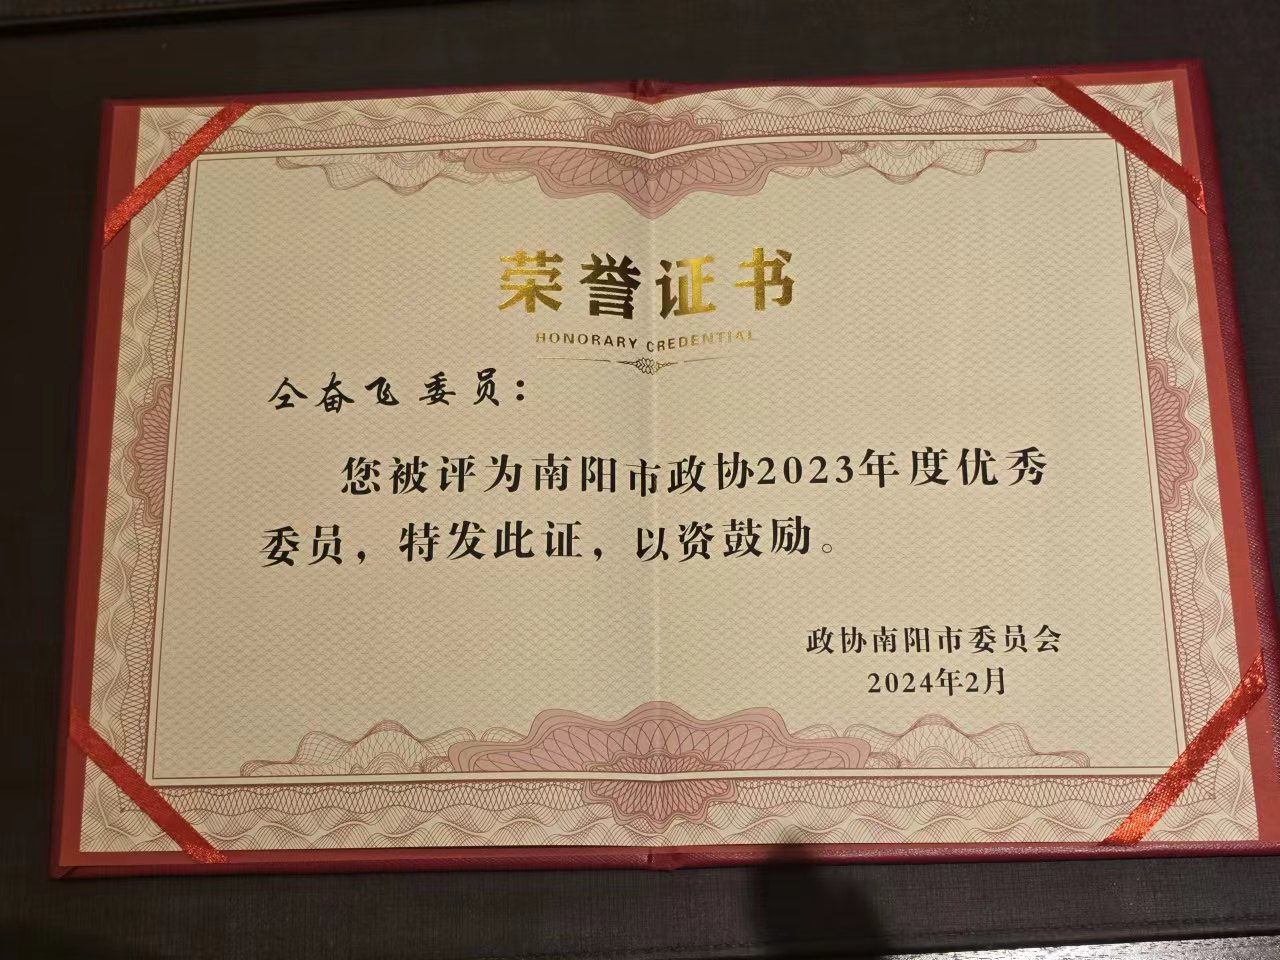 荣誉证书
HONORARY CREDENTIAL
仝奋飞委员：
您被评为南阳市政协2023年度优秀
委员，特发此证，以资鼓励。
政协南阳市委员会
2024年2月